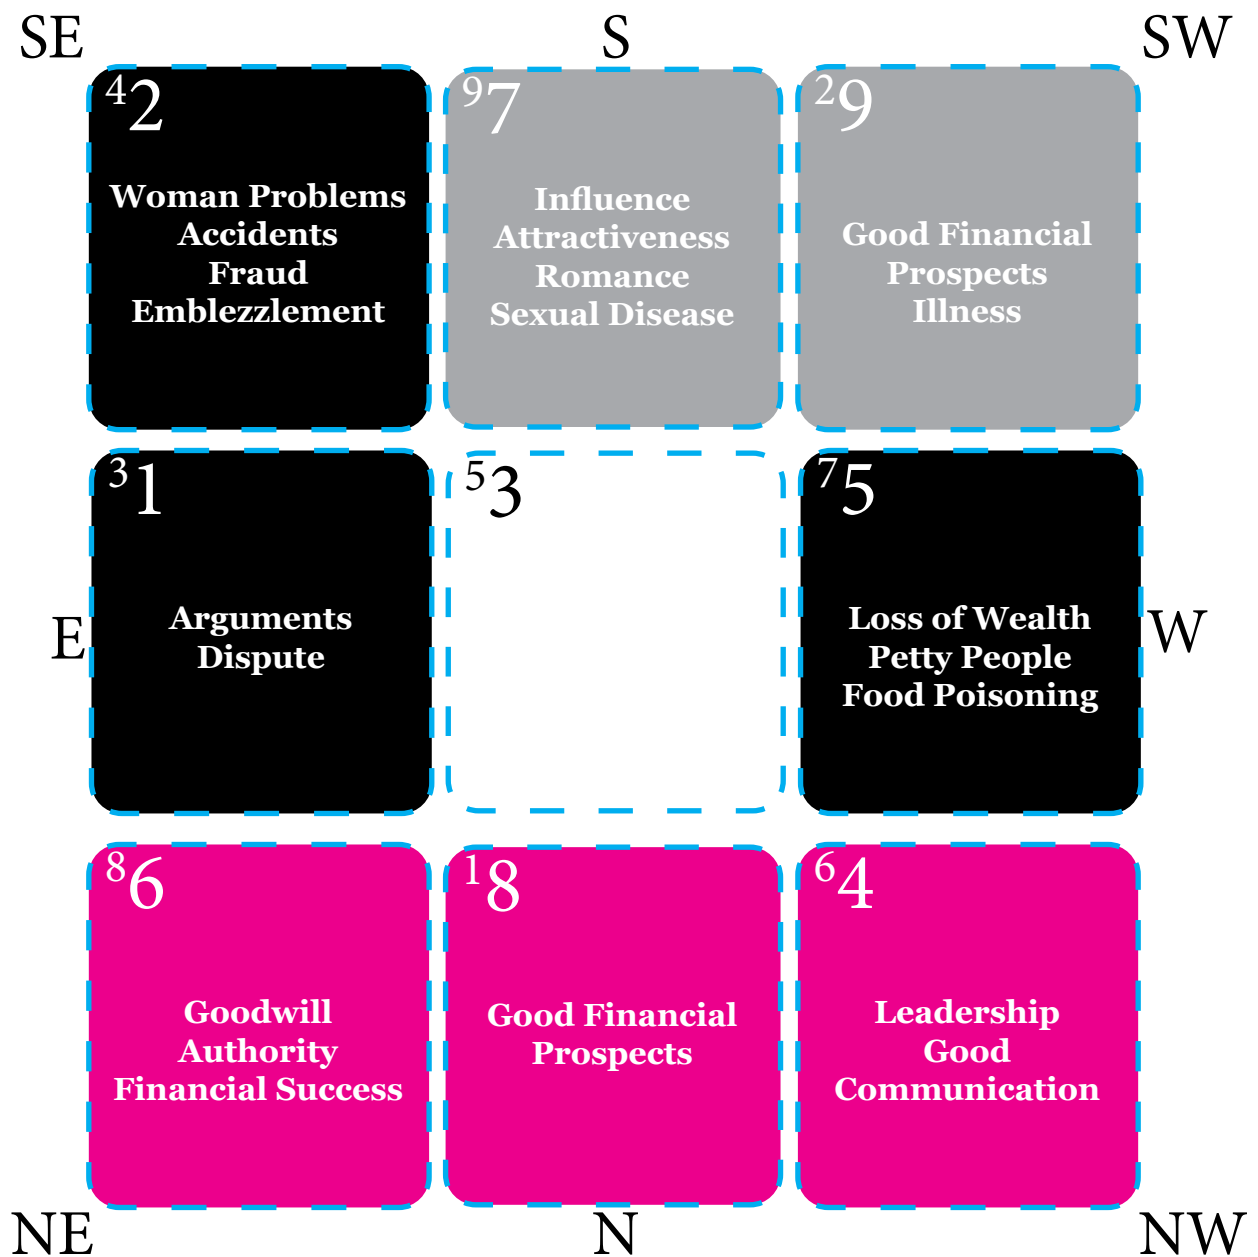 SE S SW
42 97 29
Woman Problems
Accidents
Fraud
Emblezzlement
Influence
Attractiveness
Romance
Sexual Disease
Good Financial
Prospects
Illness
31 53 75
E
Arguments
Dispute
Loss of Wealth
Petty People
Food Poisoning
W
86 18 64
Goodwill
Authority
Financial Success
Good Financial
Prospects
Leadership
Good
Communication
NE N NW